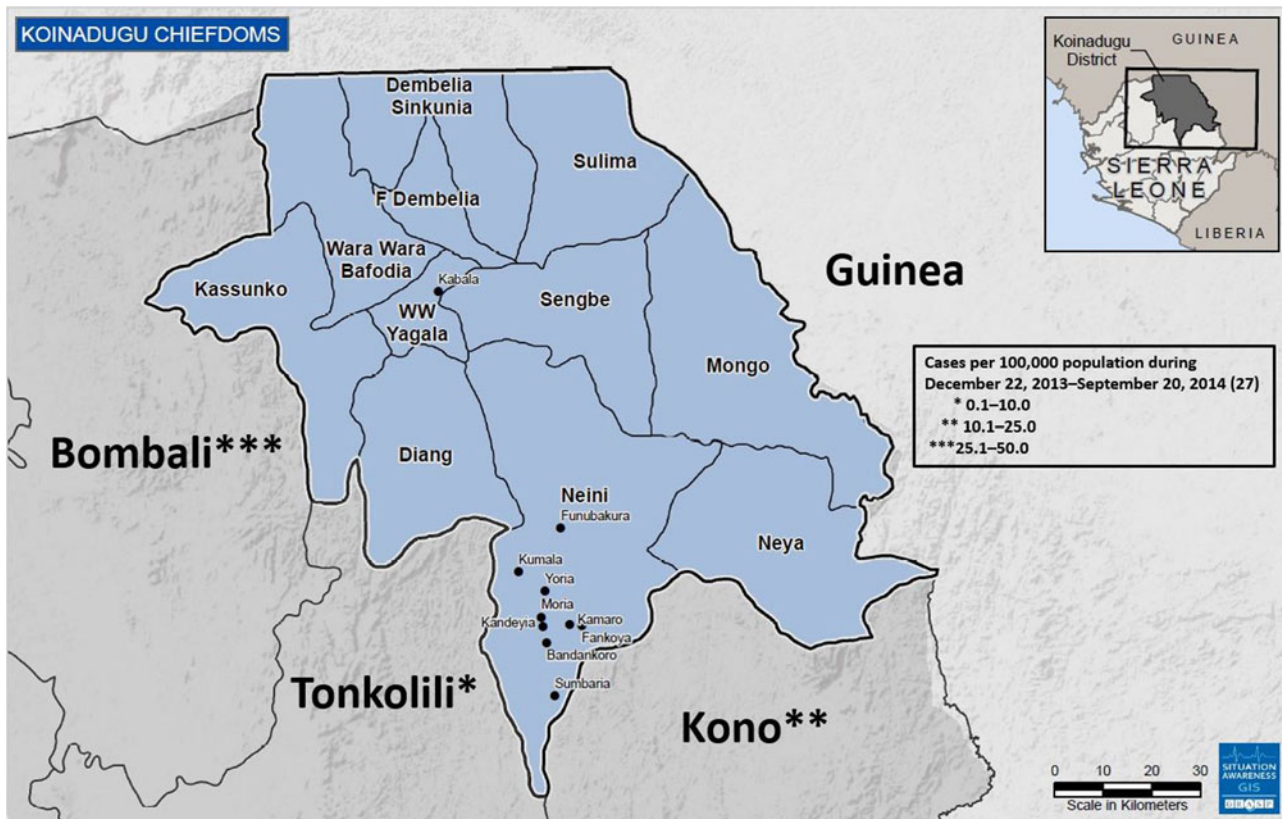 KOINADUGU CHIEFDOMS
Koinadugu
District
GUINEA
SIERRA
LEONE
LIBERIA
Dembelia
Sinkunia
Sulima
F Dembelia
Wara Wara
Bafodia
Kassunko
Kabala
WW
Yagala
Sengbe
Guinea
Mongo
Cases per 100,000 population during
December 22, 2013–September 20, 2014 (27)
* 0.1–10.0
** 10.1–25.0
***25.1–50.0
Bombali***
Diang
Neini
Funubakura
Neya
Kumala
Yoria
Moria
Kandeyia
Kamaro
Fankoya
Bandankoro
Sumbaria
Tonkolili*
Kono**
0 10 20 30
Scale in Kilometers
SITUATION
AWARENESS
GIS
GRASP